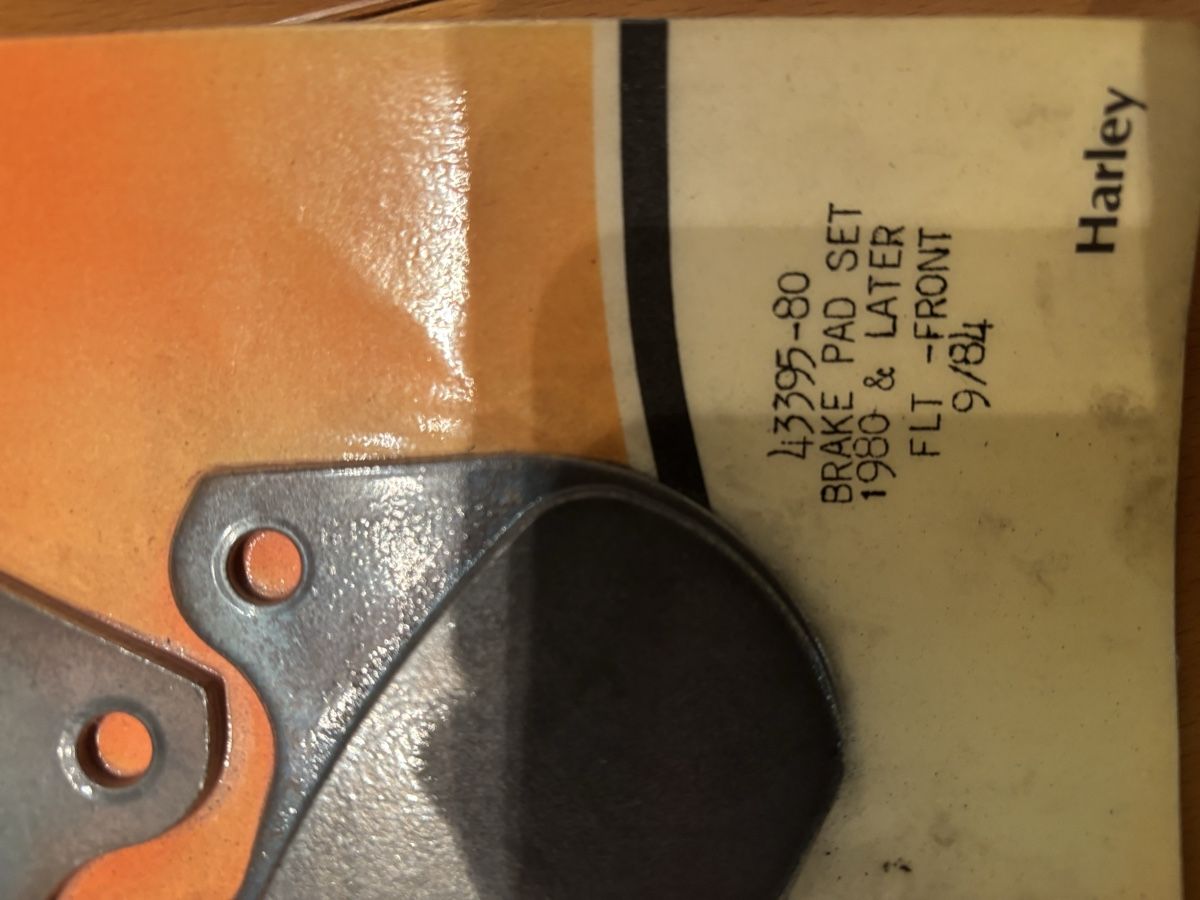 43395-80
BRAKE PAD SET
1980 & LATER
FLT -FRONT
9/84
Harley